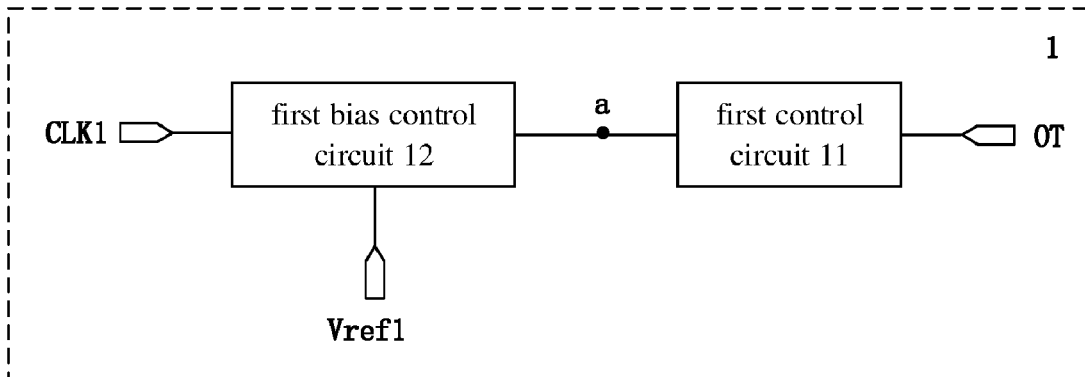 1
CLK1
first bias control
circuit 12
a
first control
circuit 11
OT
Vref1